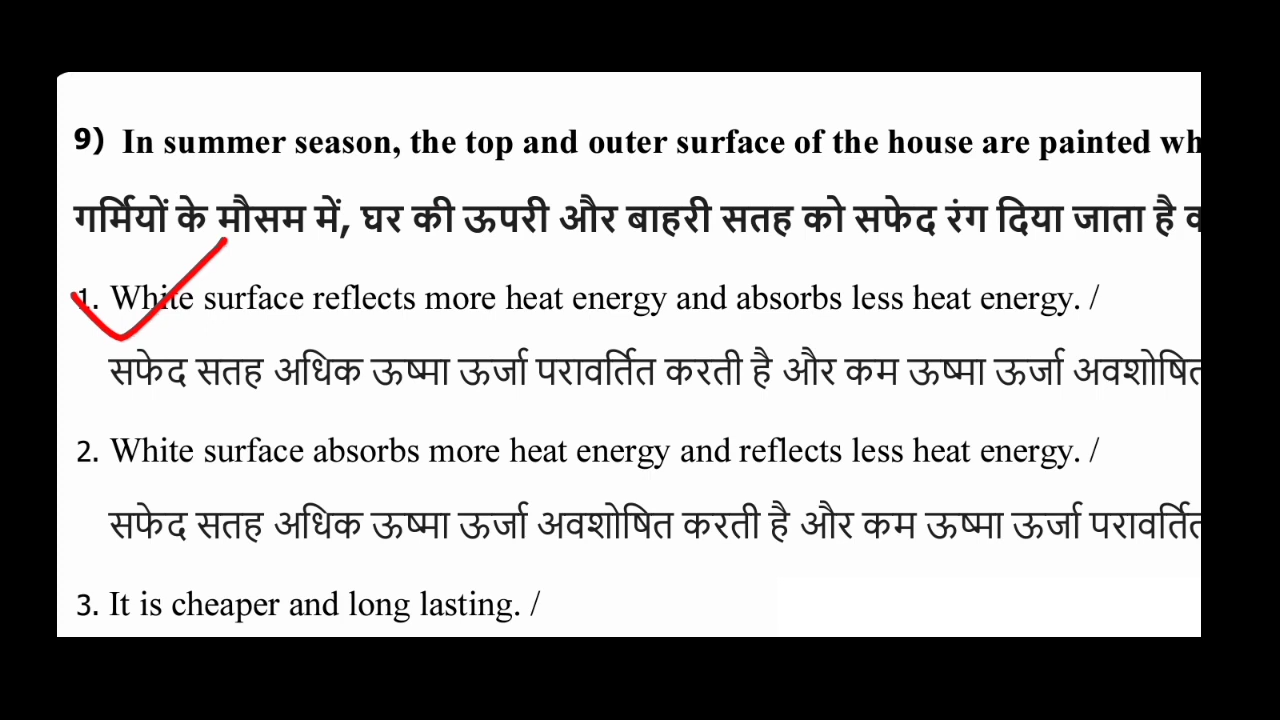 9) In summer season, the top and outer surface of the house are painted wh
गर्मियों के मौसम में, घर की ऊपरी और बाहरी सतह को सफेद रंग दिया जाता है
1. White surface reflects more heat energy and absorbs less heat energy. /
सफेद सतह अधिक ऊष्मा ऊर्जा परावर्तित करती है और कम ऊष्मा ऊर्जा अवशोषित
2. White surface absorbs more heat energy and reflects less heat energy. /
सफेद सतह अधिक ऊष्मा ऊर्जा अवशोषित करती है और कम ऊष्मा ऊर्जा परावर्तित
3. It is cheaper and long lasting. /